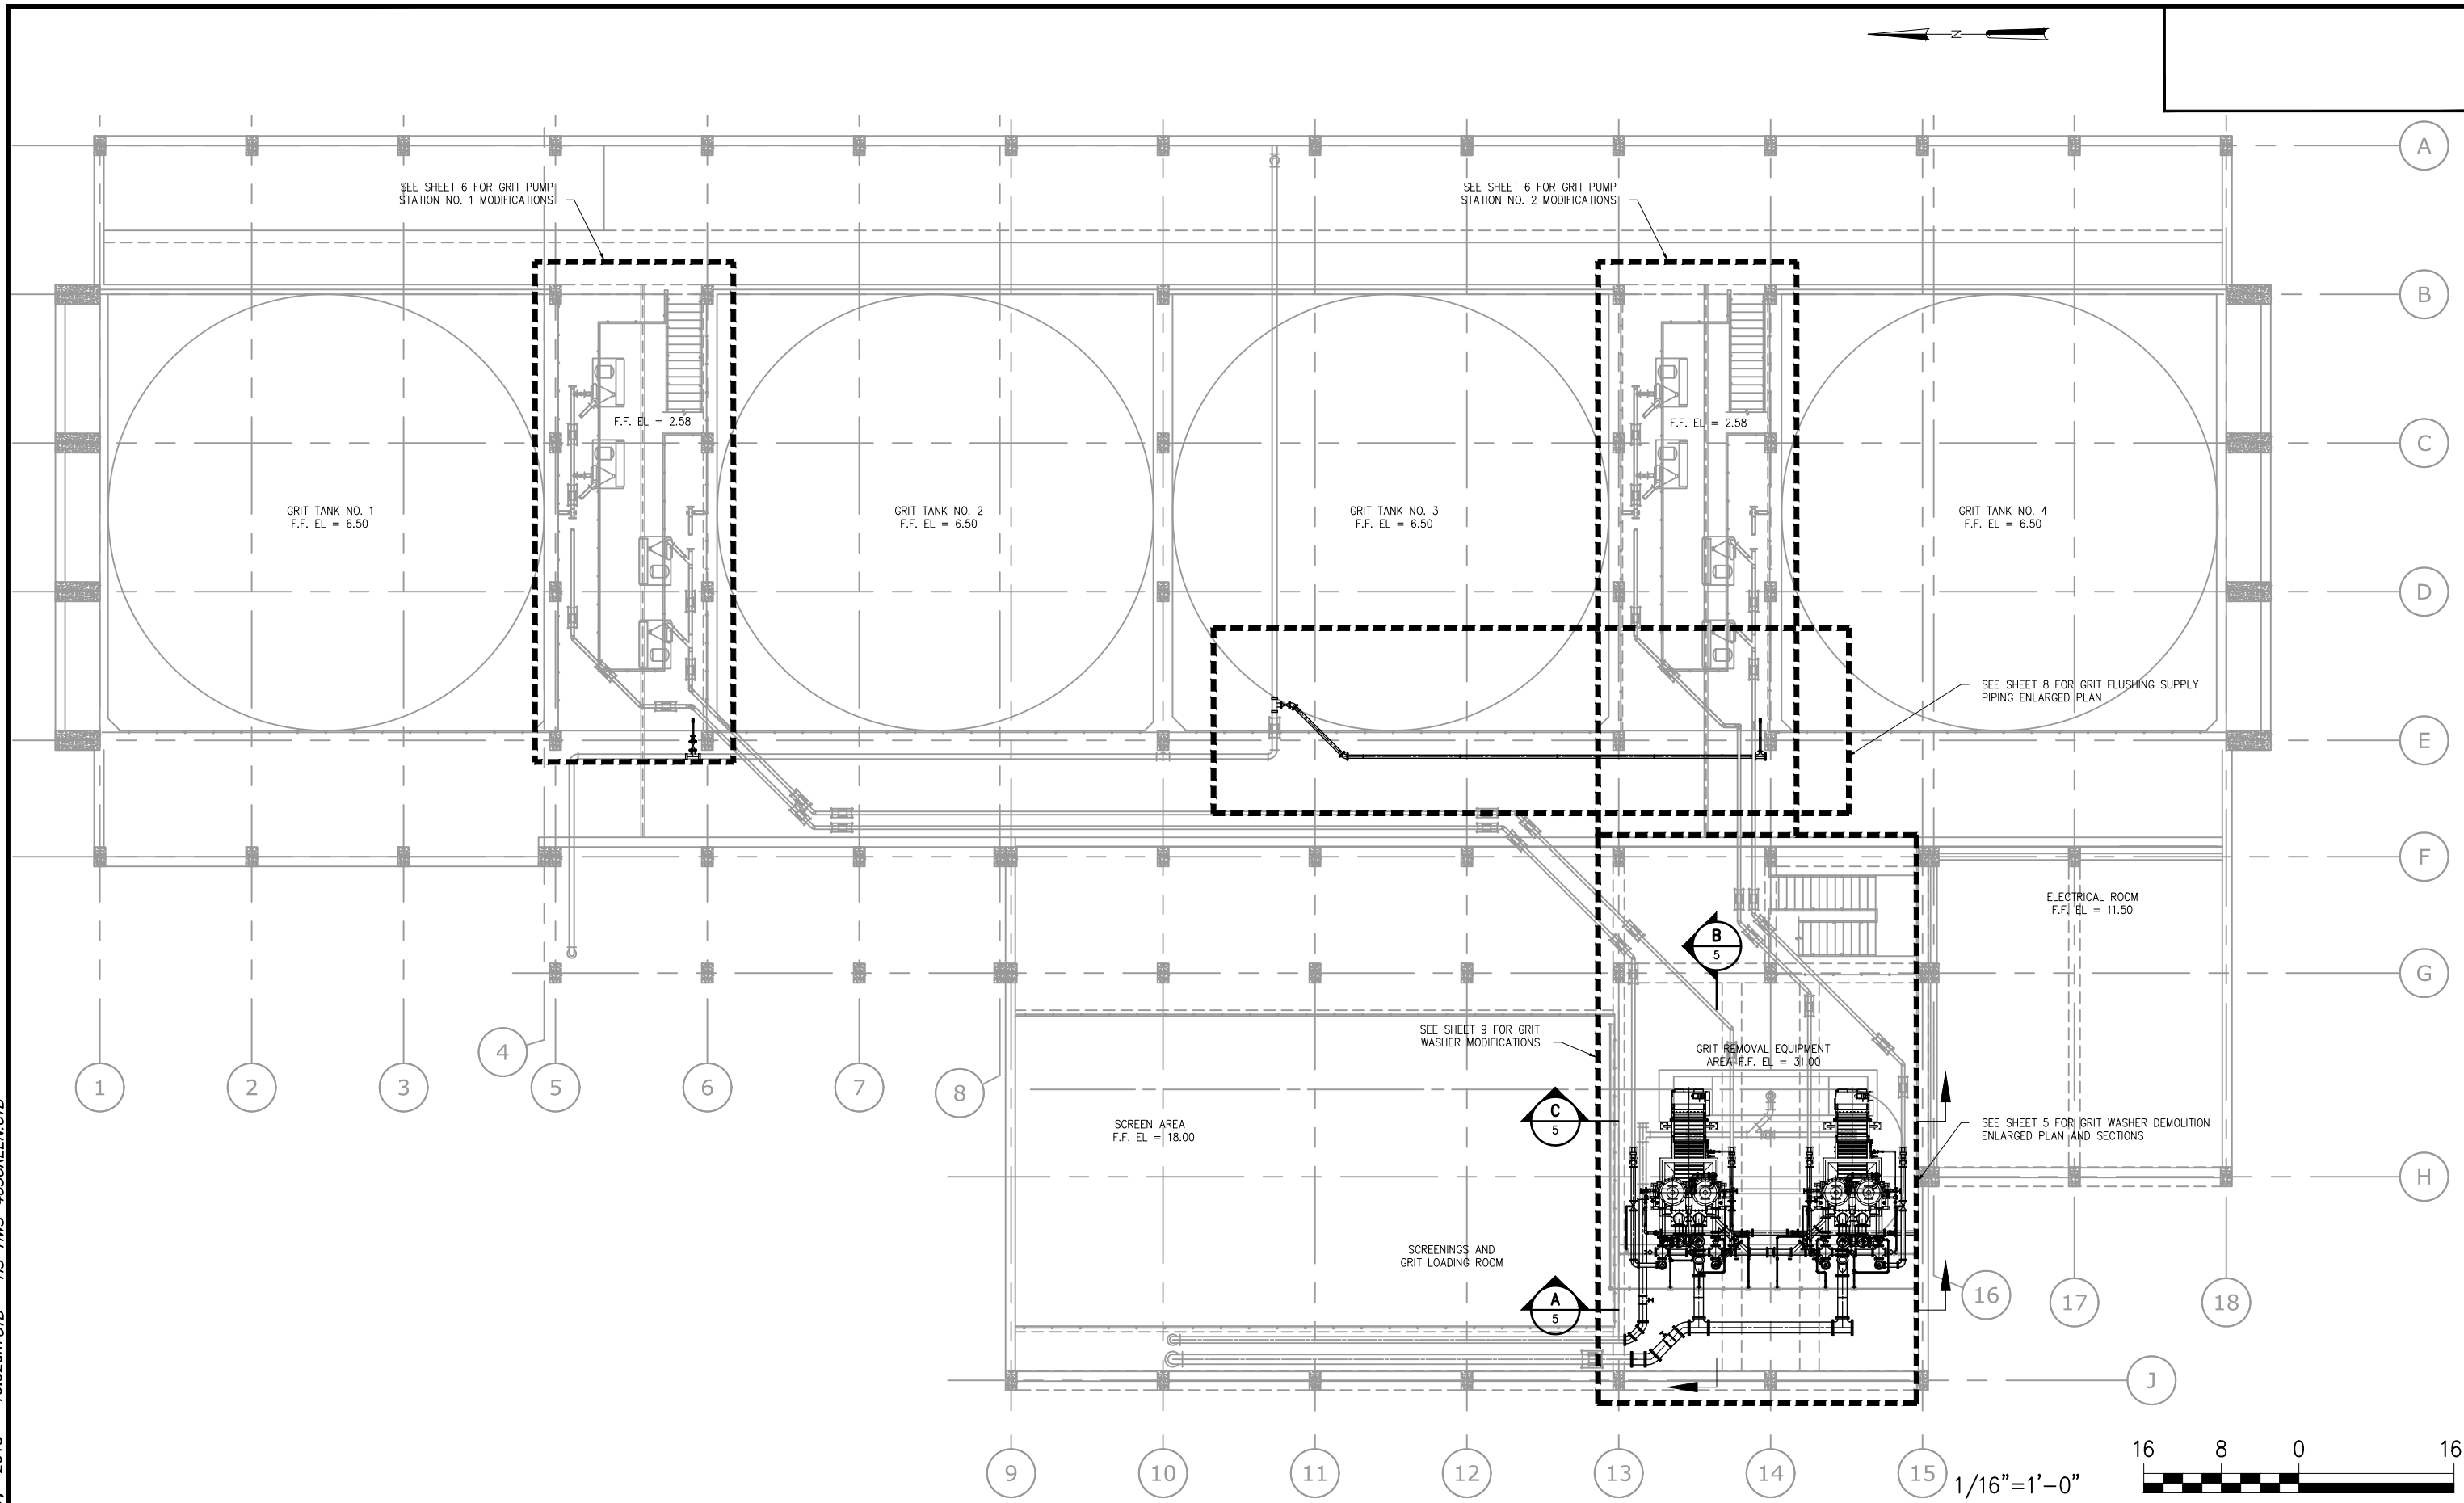 N
A
SEE SHEET 6 FOR GRIT PUMP
STATION NO. 1 MODIFICATIONS
SEE SHEET 6 FOR GRIT PUMP
STATION NO. 2 MODIFICATIONS
B
F.F. EL = 2.58
F.F. EL = 2.58
C
GRIT TANK NO. 1
F.F. EL = 6.50
GRIT TANK NO. 2
F.F. EL = 6.50
GRIT TANK NO. 3
F.F. EL = 6.50
GRIT TANK NO. 4
F.F. EL = 6.50
D
SEE SHEET 8 FOR GRIT FLUSHING SUPPLY
PIPING ENLARGED PLAN
E
F
ELECTRICAL ROOM
F.F. EL = 11.50
B
5
G
SEE SHEET 9 FOR GRIT
WASHER MODIFICATIONS
GRIT REMOVAL EQUIPMENT
AREA F.F. EL = 31.00
4
1
2
3
5
6
7
8
C
5
SCREEN AREA
F.F. EL = 18.00
SEE SHEET 5 FOR GRIT WASHER DEMOLITION
ENLARGED PLAN AND SECTIONS
H
SCREENINGS AND
GRIT LOADING ROOM
A
5
16
17
18
J
9
10
11
12
13
14
15
1/16"=1'-0"
16 8 0 16